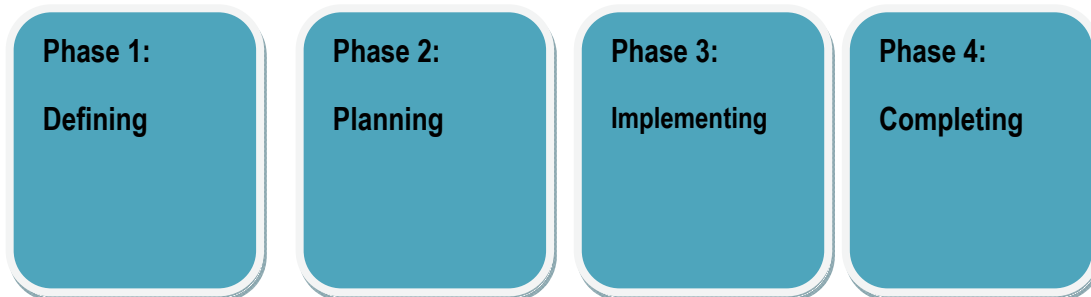 Phase 1:
Defining
Phase 2:
Planning
Phase 3:
Implementing
Phase 4:
Completing